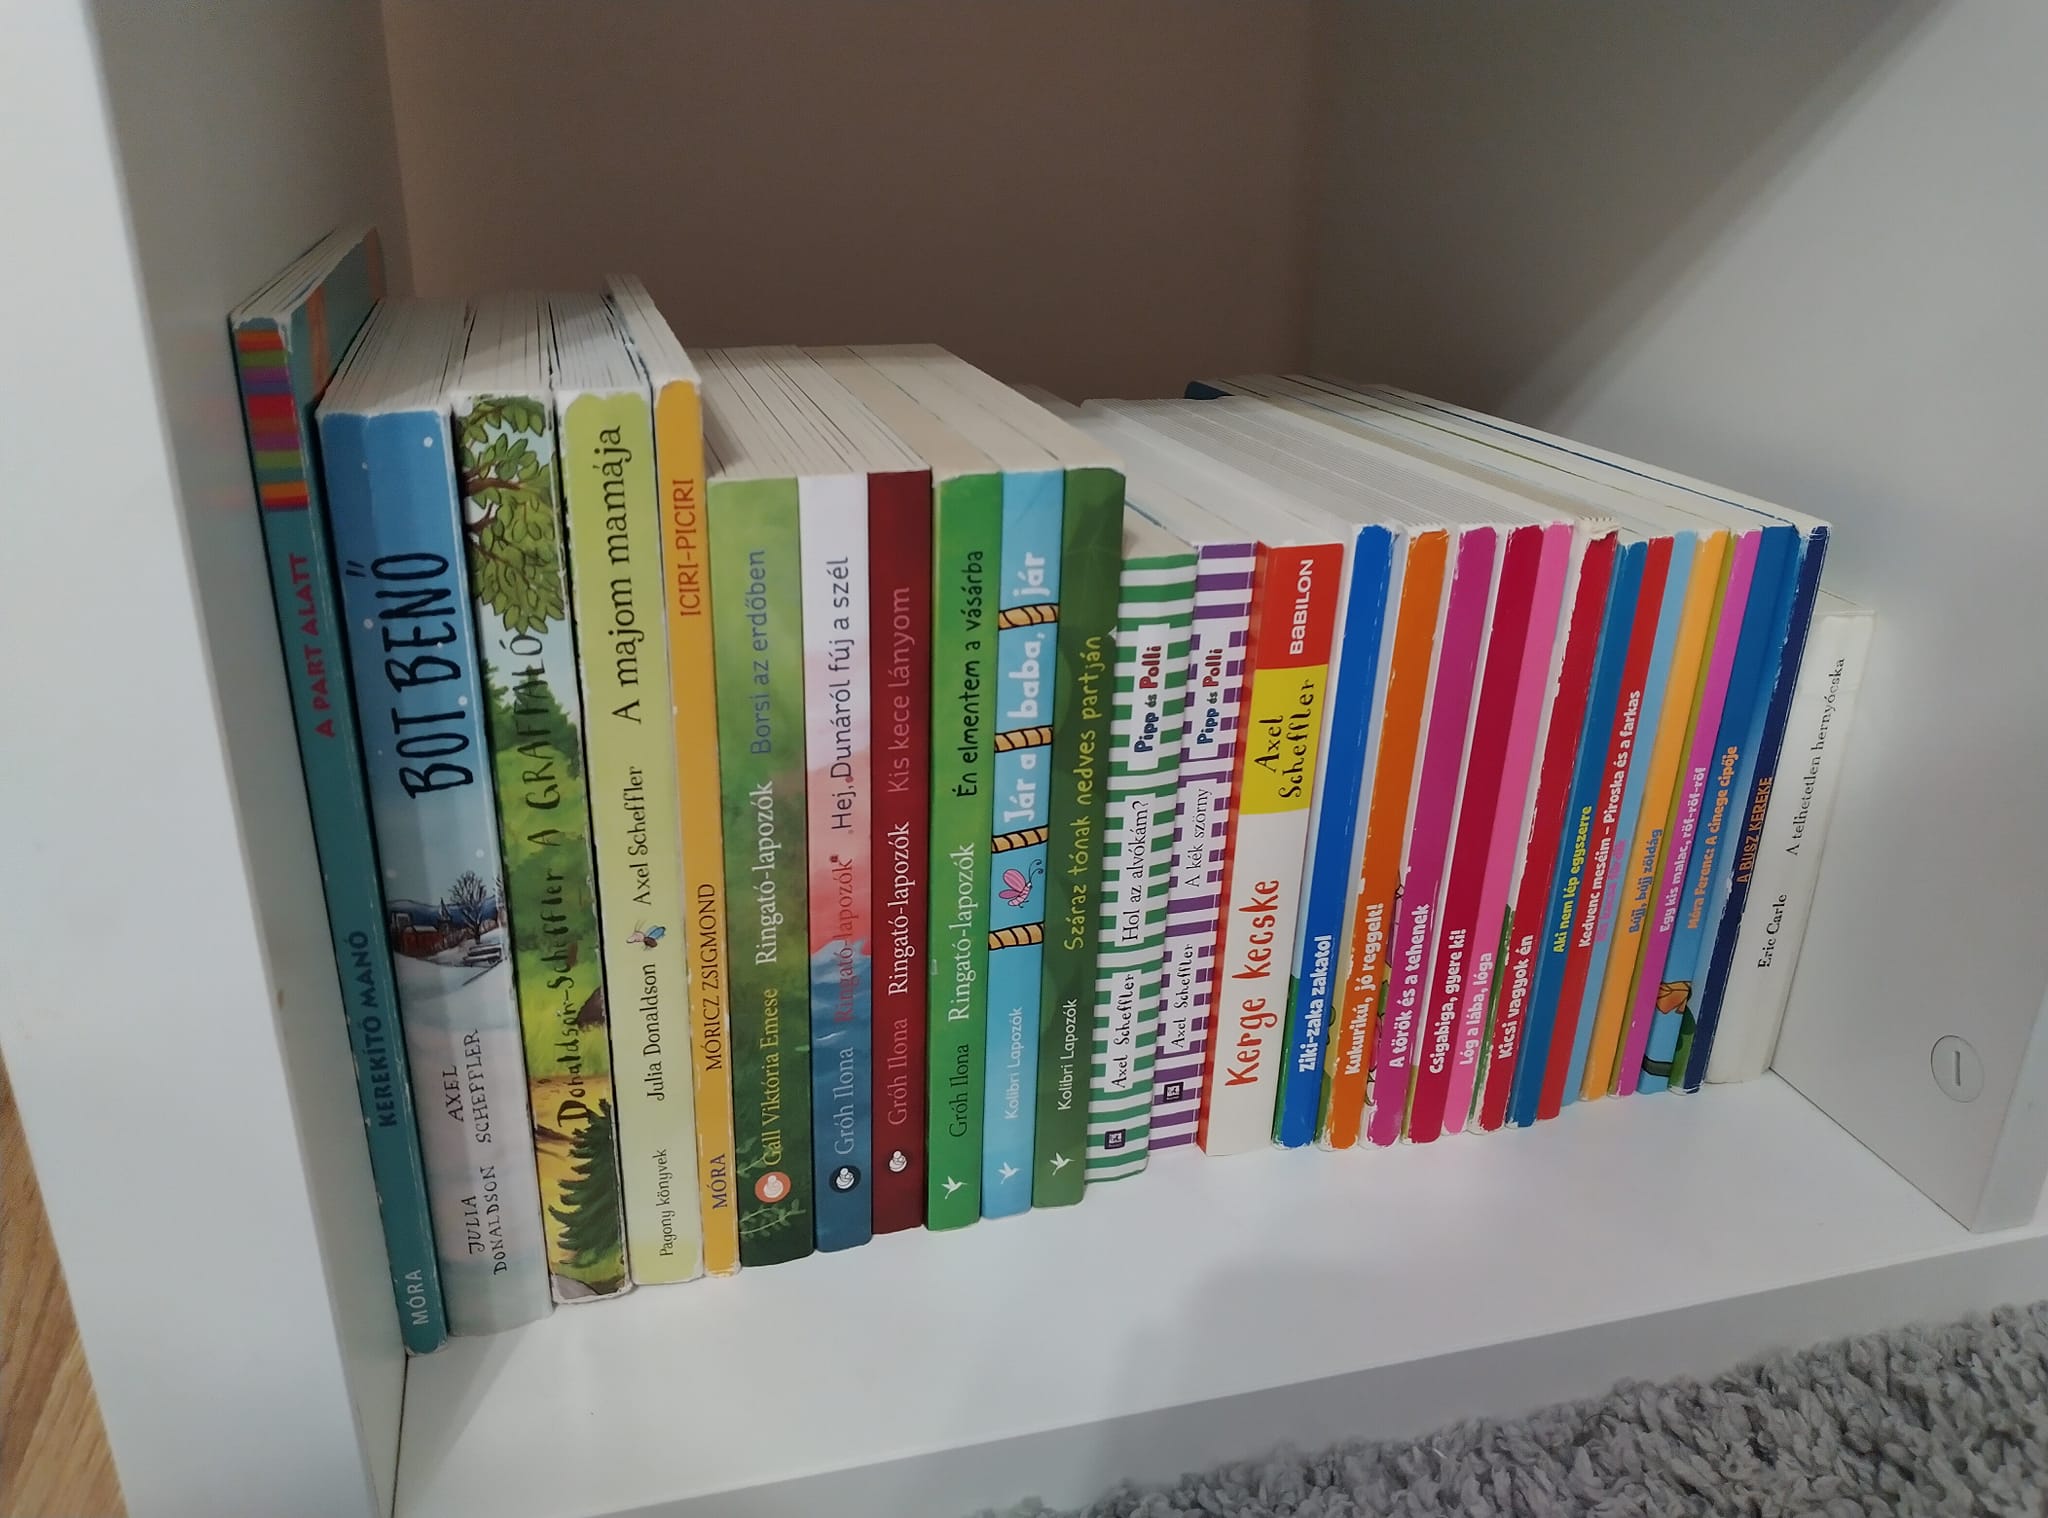 A PART ALATT
KEREKÍTŐ MANÓ
MÓRA
BOT BENŐ
AXEL SCHEFFLER
JULIA DONALDSON
A GRAFFALÓ
Donaldson-Scheffler
A majom mamája
Axel Scheffler
Julia Donaldson
Pagony könyvek
ICIRI-PICIRI
MÓRICZ ZSIGMOND
MÓRA
Borsi az erdőben
Ringató-lapozók
Gáll Viktória Emese
Hej, Dunáról fúj a szél
Ringató-lapozók
Gróh Ilona
Kis kece lányom
Ringató-lapozók
Gróh Ilona
Én elmentem a vásárba
Ringató-lapozók
Gróh Ilona
Jár a baba, jár
Kolibri Lapozók
Száraz tónak nedves partján
Kolibri Lapozók
Pipp és Polli
Hol az alvókám?
Axel Scheffler
Pipp és Polli
A kék szörny
Axel Scheffler
BABILON
Axel Scheffler
Kerge kecske
Ziki-zaka zakatol
Kukurikú, jó reggelt!
A török és a tehenek
Csigabiga, gyere ki!
Lóg a lába, lóga
Kicsi vagyok én
Aki nem lép egyszerre
Kedvenc meséim – Piroska és a farkas
Bújj, bújj zöldág
Egy kis malac, röf-röf-röf
Móra Ferenc: A cinege cipője
A BUSZ KEREKE
A telhetetlen hernyócska
Eric Carle